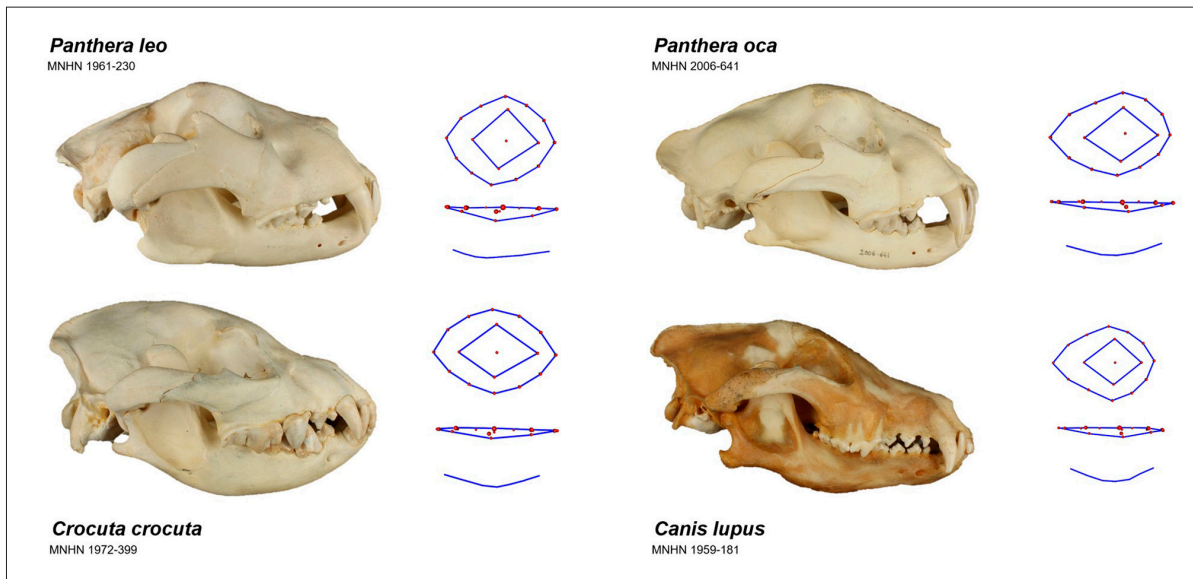 Panthera leo
MNHN 1961-230
Panthera oca
MNHN 2006-641
2006-641
Crocuta crocuta
MNHN 1972-399
Canis lupus
MNHN 1959-181